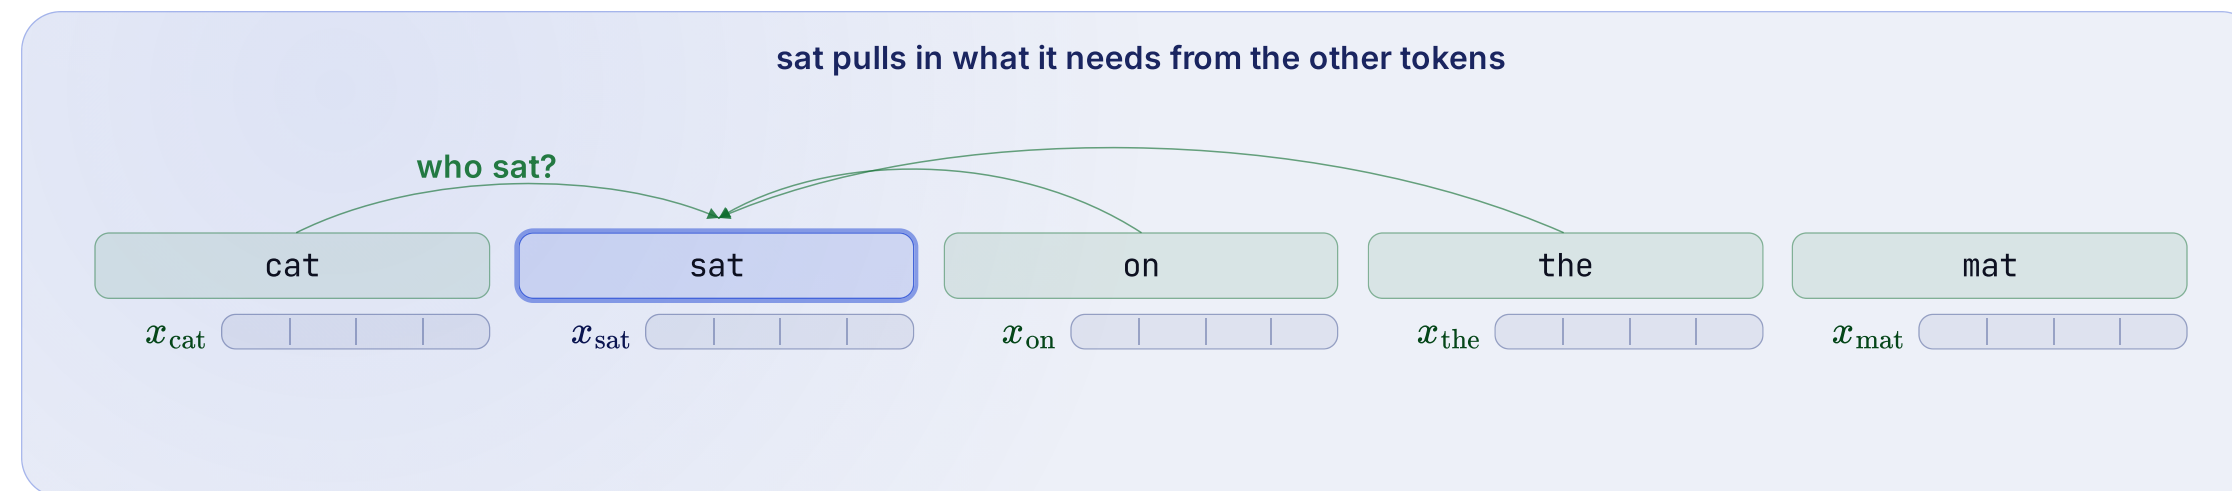 sat pulls in what it needs from the other tokens
who sat?
cat sat on the mat
x_cat x_sat x_on x_the x_mat